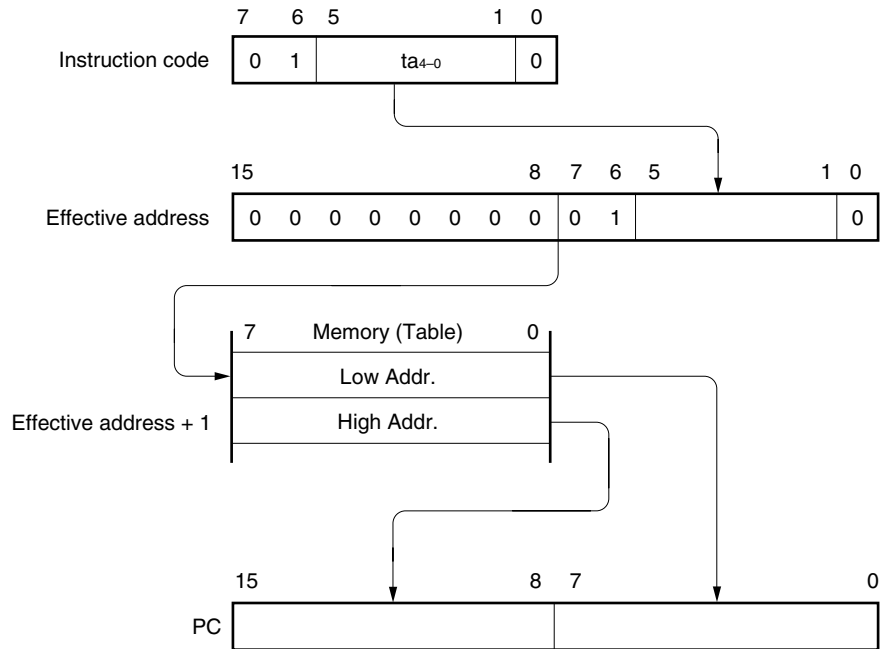 7 6 5 1 0
Instruction code 0 1 ta4–0 0
15 8 7 6 5 1 0
Effective address 0 0 0 0 0 0 0 0 0 1 0
7 Memory (Table) 0
Low Addr.
Effective address + 1 High Addr.
15 8 7 0
PC